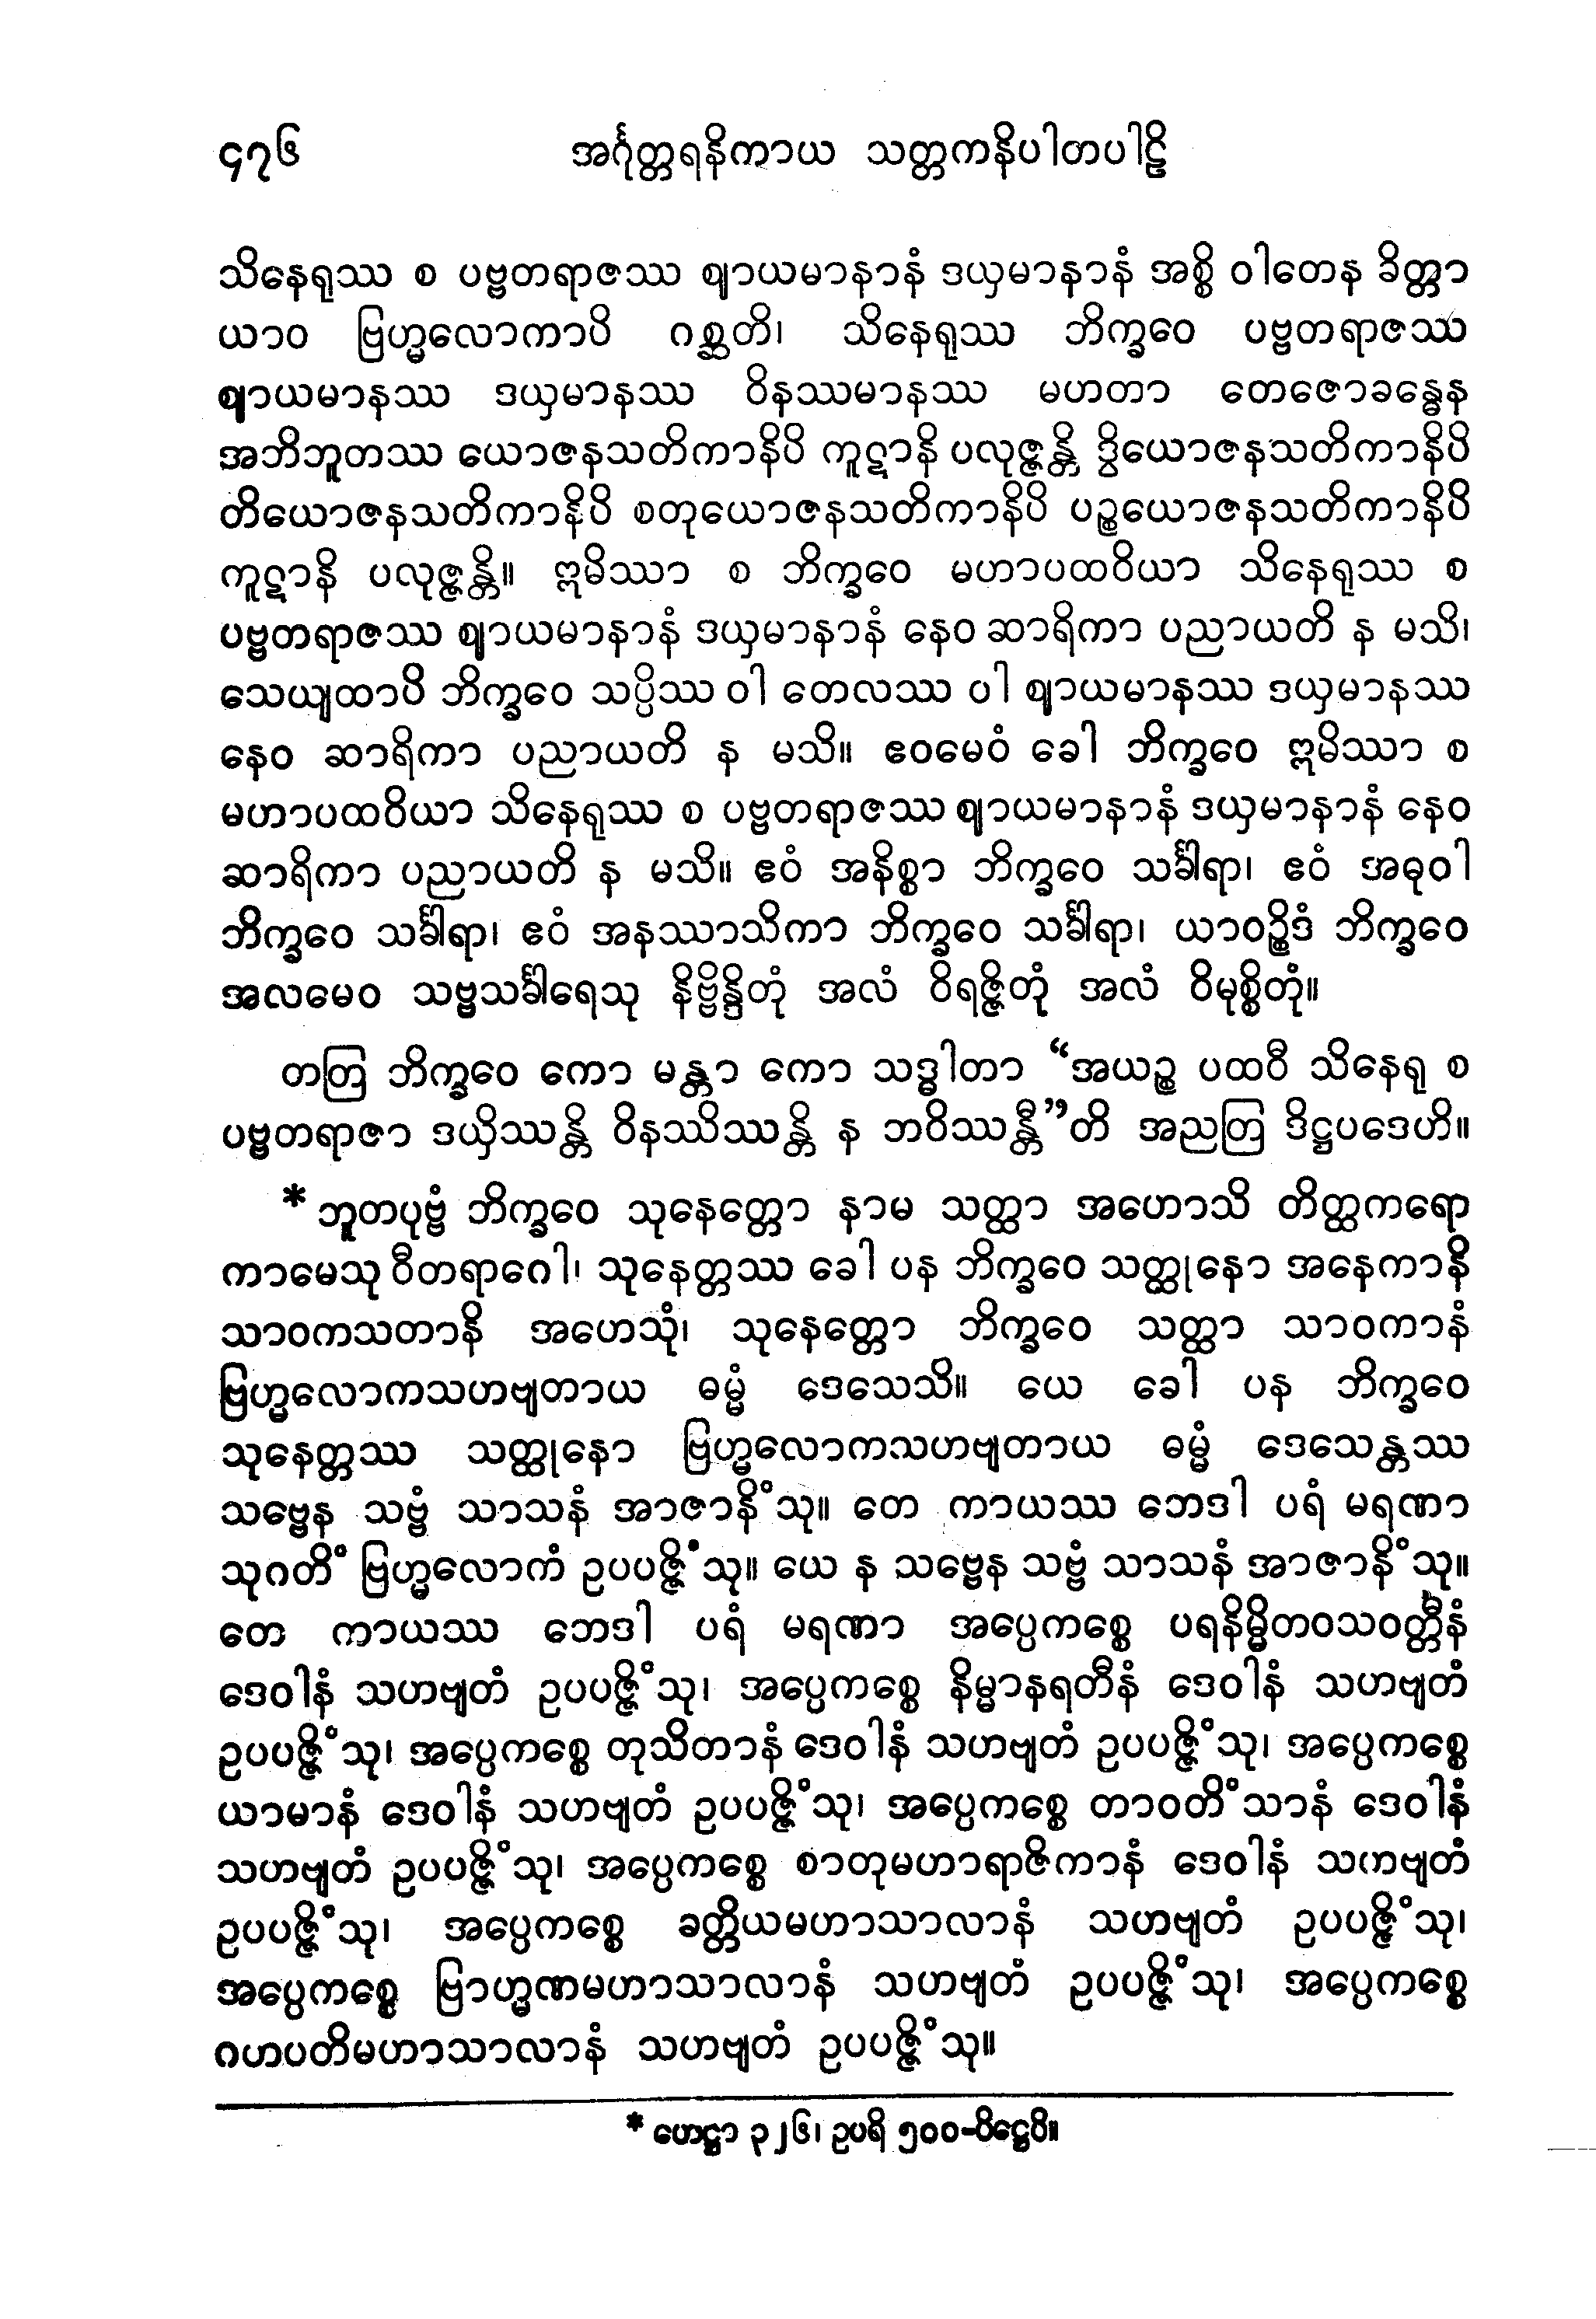 ၄၇၆ အင်္ဂုတ္တရနိကာယ သတ္တကနိပါတပါဠိ
သိနေရုဿ စ ပဗ္ဗတရာဇဿ ဈာယမာနာနံ ဒယှမာနာနံ အစ္စိ ဝါတေန ခိတ္တာ
ယာဝ ဗြဟ္မလောကာပိ ဂစ္ဆတိ၊ သိနေရုဿ ဘိက္ခဝေ ပဗ္ဗတရာဇဿ
ဈာယမာနဿ ဒယှမာနဿ ဝိနဿမာနဿ မဟတာ တေဇောခန္ဓေန
အဘိဘူတဿ ယောဇနသတိကာနိပိ ကူဋာနိ ပလုဇ္ဇန္တိ ဒွိယောဇနသတိကာနိပိ
တိယောဇနသတိကာနိပိ စတုယောဇနသတိကာနိပိ ပဉ္စယောဇနသတိကာနိပိ
ကူဋာနိ ပလုဇ္ဇန္တိ။ ဣမိဿာ စ ဘိက္ခဝေ မဟာပထဝိယာ သိနေရုဿ စ
ပဗ္ဗတရာဇဿ ဈာယမာနာနံ ဒယှမာနာနံ နေဝ ဆာရိကာ ပညာယတိ န မသိ၊
သေယျထာပိ ဘိက္ခဝေ သပ္ပိဿ ဝါ တေလဿ ဝါ ဈာယမာနဿ ဒယှမာနဿ
နေဝ ဆာရိကာ ပညာယတိ န မသိ။ ဧဝမေဝံ ခေါ ဘိက္ခဝေ ဣမိဿာ စ
မဟာပထဝိယာ သိနေရုဿ စ ပဗ္ဗတရာဇဿ ဈာယမာနာနံ ဒယှမာနာနံ နေဝ
ဆာရိကာ ပညာယတိ န မသိ။ ဧဝံ အနိစ္စာ ဘိက္ခဝေ သင်္ခါရာ၊ ဧဝံ အဓုဝါ
ဘိက္ခဝေ သင်္ခါရာ၊ ဧဝံ အနဿာသိကာ ဘိက္ခဝေ သင်္ခါရာ၊ ယာဝဉ္စိဒံ ဘိက္ခဝေ
အလမေဝ သဗ္ဗသင်္ခါရေသု နိဗ္ဗိန္ဒိတုံ အလံ ဝိရဇ္ဇိတုံ အလံ ဝိမုစ္စိတုံ။
တတြ ဘိက္ခဝေ ကော မန္တာ ကော သဒ္ဓါတာ “အယဉ္စ ပထဝီ သိနေရု စ
ပဗ္ဗတရာဇာ ဒယှိဿန္တိ ဝိနဿိဿန္တိ န ဘဝိဿန္တီ”တိ အညတြ ဒိဋ္ဌပဒေဟိ။
* ဘူတပုဗ္ဗံ ဘိက္ခဝေ သုနေတ္တော နာမ သတ္ထာ အဟောသိ တိတ္ထကရော
ကာမေသု ဝီတရာဂေါ၊ သုနေတ္တဿ ခေါ ပန ဘိက္ခဝေ သတ္ထုနော အနေကာနိ
သာဝကသတာနိ အဟေသုံ၊ သုနေတ္တော ဘိက္ခဝေ သတ္ထာ သာဝကာနံ
ဗြဟ္မလောကသဟဗျတာယ ဓမ္မံ ဒေသေသိ။ ယေ ခေါ ပန ဘိက္ခဝေ
သုနေတ္တဿ သတ္ထုနော ဗြဟ္မလောကသဟဗျတာယ ဓမ္မံ ဒေသေန္တဿ
သဗ္ဗေန သဗ္ဗံ သာသနံ အာဇာနိံသု။ တေ ကာယဿ ဘေဒါ ပရံ မရဏာ
သုဂတိံ ဗြဟ္မလောကံ ဥပပဇ္ဇိံသု။ ယေ န သဗ္ဗေန သဗ္ဗံ သာသနံ အာဇာနိံသု။
တေ ကာယဿ ဘေဒါ ပရံ မရဏာ အပ္ပေကစ္စေ ပရနိမ္မိတဝသဝတ္တီနံ
ဒေဝါနံ သဟဗျတံ ဥပပဇ္ဇိံသု၊ အပ္ပေကစ္စေ နိမ္မာနရတီနံ ဒေဝါနံ သဟဗျတံ
ဥပပဇ္ဇိံသု၊ အပ္ပေကစ္စေ တုသိတာနံ ဒေဝါနံ သဟဗျတံ ဥပပဇ္ဇိံသု၊ အပ္ပေကစ္စေ
ယာမာနံ ဒေဝါနံ သဟဗျတံ ဥပပဇ္ဇိံသု၊ အပ္ပေကစ္စေ တာဝတိံသာနံ ဒေဝါနံ
သဟဗျတံ ဥပပဇ္ဇိံသု၊ အပ္ပေကစ္စေ စာတုမဟာရာဇိကာနံ ဒေဝါနံ သဟဗျတံ
ဥပပဇ္ဇိံသု၊ အပ္ပေကစ္စေ ခတ္တိယမဟာသာလာနံ သဟဗျတံ ဥပပဇ္ဇိံသု၊
အပ္ပေကစ္စေ ဗြာဟ္မဏမဟာသာလာနံ သဟဗျတံ ဥပပဇ္ဇိံသု၊ အပ္ပေကစ္စေ
ဂဟပတိမဟာသာလာနံ သဟဗျတံ ဥပပဇ္ဇိံသု။
* ဟေဋ္ဌာ ၃၂၆၊ ဥပရိ ၅၀၀-ပိဋ္ဌေပိ။